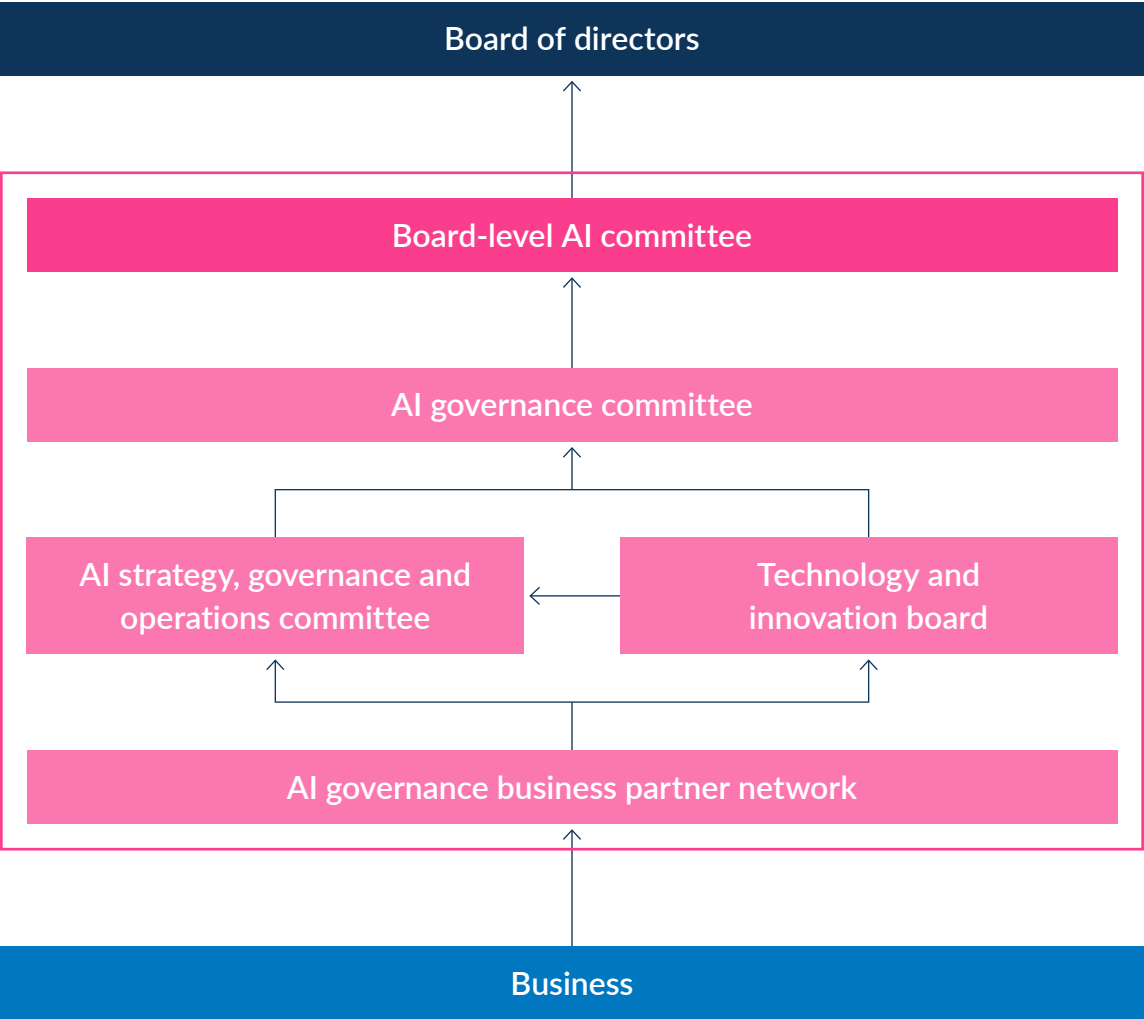 Board of directors
Board-level AI committee
AI governance committee
AI strategy, governance and
operations committee
Technology and
innovation board
AI governance business partner network
Business